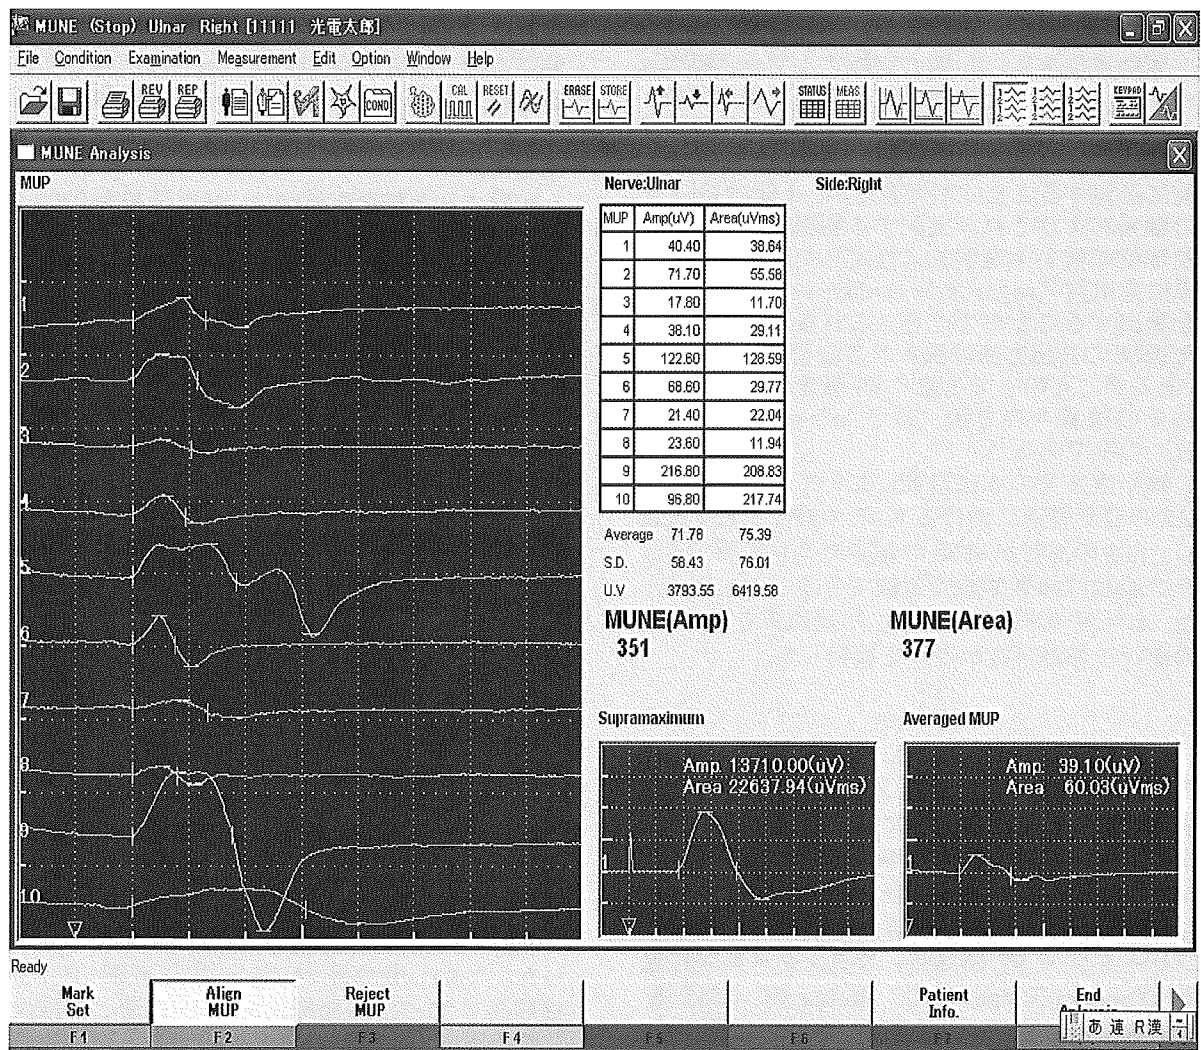 MUNE (Stop) Ulnar Right [11111 光電太郎]
File Condition Examination Measurement Edit Option Window Help
REV REP COND CAL RESET ERASE STORE STATUS MEAS KEYPAD
MUNE Analysis
MUP
Nerve:Ulnar Side:Right
MUP Amp(uV) Area(uVms)
1 40.40 38.64
2 71.70 55.58
3 17.80 11.70
4 38.10 29.11
5 122.60 128.59
6 68.60 29.77
7 21.40 22.04
8 23.60 11.94
9 216.80 208.83
10 96.80 217.74
Average 71.78 75.39
S.D. 58.43 76.01
U.V 3793.55 6419.58
MUNE(Amp) MUNE(Area)
351 377
1
2
3
4
5
6
7
8
9
10
Supramaximum Averaged MUP
Amp. 13710.00(uV)
Area 22637.94(uVms)
1
Amp. 39.10(uV)
Area 60.03(uVms)
1
Ready
Mark Set
Align MUP
Reject MUP
Patient Info.
End
F1 F2 F3 F4 F5 F6 F7
あ 連 R漢